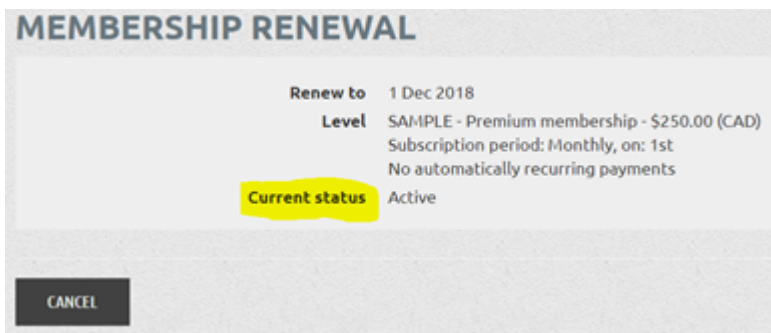 MEMBERSHIP RENEWAL
Renew to 1 Dec 2018
Level SAMPLE - Premium membership - $250.00 (CAD)
Subscription period: Monthly, on: 1st
No automatically recurring payments
Current status Active
CANCEL